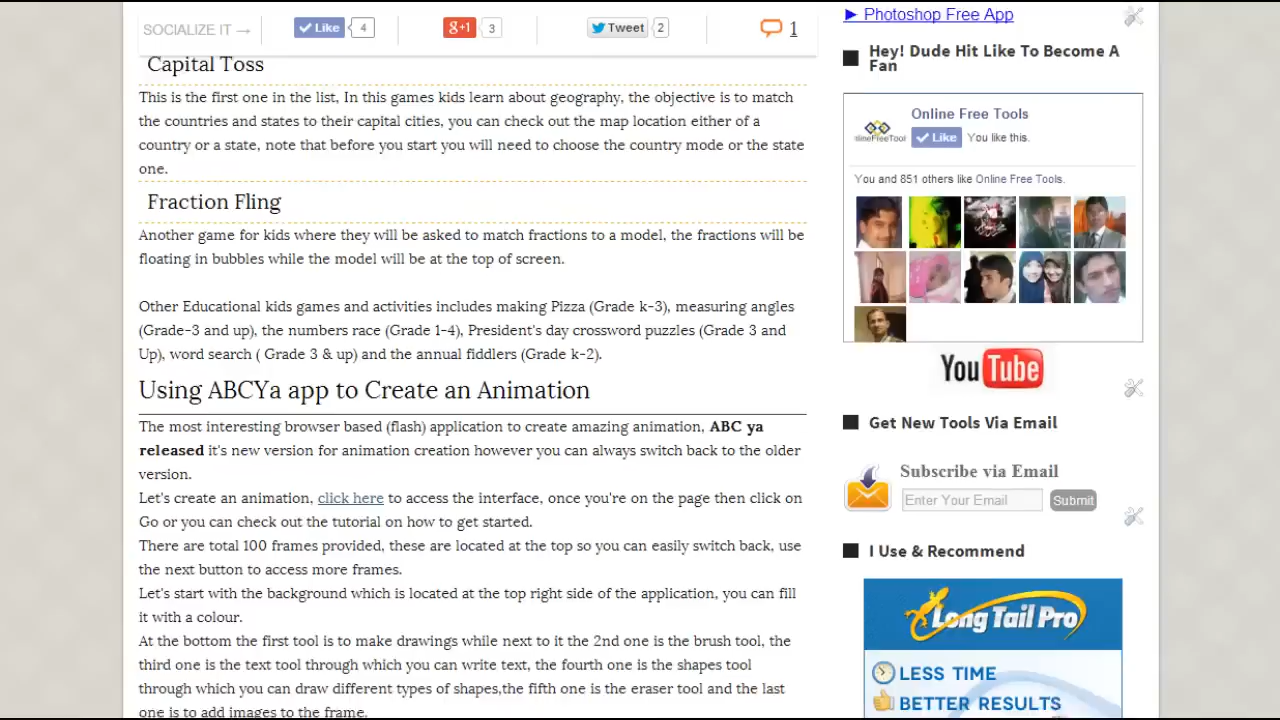 SOCIALIZE IT →
Like 4
g+1 3
Tweet 2
1
Capital Toss
This is the first one in the list, In this games kids learn about geography, the objective is to match
the countries and states to their capital cities, you can check out the map location either of a
country or a state, note that before you start you will need to choose the country mode or the state
one.
Fraction Fling
Another game for kids where they will be asked to match fractions to a model, the fractions will be
floating in bubbles while the model will be at the top of screen.
Other Educational kids games and activities includes making Pizza (Grade k-3), measuring angles
(Grade-3 and up), the numbers race (Grade 1-4), President's day crossword puzzles (Grade 3 and
Up), word search ( Grade 3 & up) and the annual fiddlers (Grade k-2).
Using ABCYa app to Create an Animation
The most interesting browser based (flash) application to create amazing animation, ABC ya
released it's new version for animation creation however you can always switch back to the older
version.
Let's create an animation, click here to access the interface, once you're on the page then click on
Go or you can check out the tutorial on how to get started.
There are total 100 frames provided, these are located at the top so you can easily switch back, use
the next button to access more frames.
Let's start with the background which is located at the top right side of the application, you can fill
it with a colour.
At the bottom the first tool is to make drawings while next to it the 2nd one is the brush tool, the
third one is the text tool through which you can write text, the fourth one is the shapes tool
through which you can draw different types of shapes,the fifth one is the eraser tool and the last
one is to add images to the frame.
► Photoshop Free App
Hey! Dude Hit Like To Become A
Fan
Online Free Tools
nlineFreeTool
Like You like this.
You and 851 others like Online Free Tools.
YouTube
Get New Tools Via Email
Subscribe via Email
Enter Your Email Submit
I Use & Recommend
Long Tail Pro
LESS TIME
BETTER RESULTS